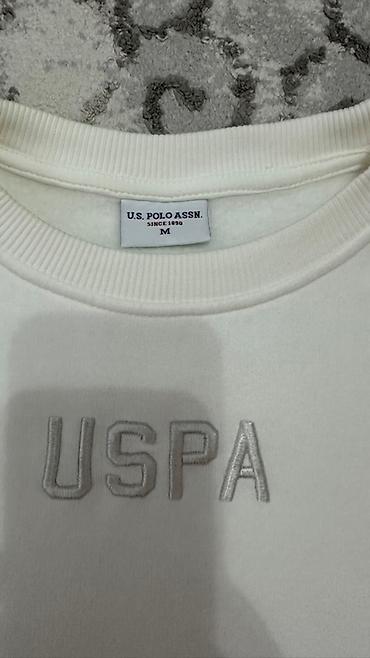 U.S. POLO ASSN.
SINCE 1890
M
USPA